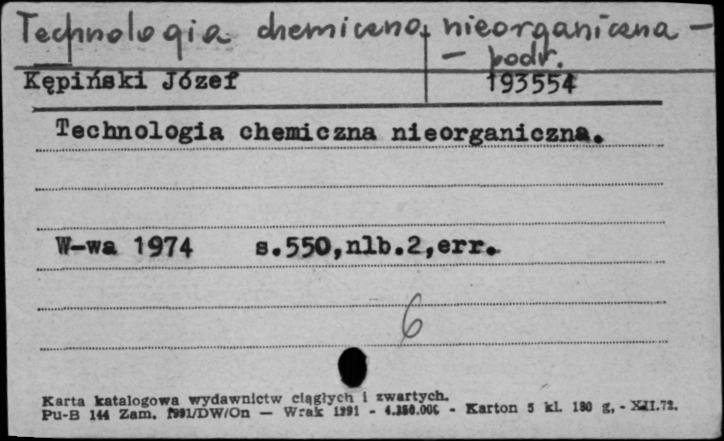 Technologia chemiczna nieorganiczna -
- podr.
Kępiński Józef 193554
Technologia chemiczna nieorganiczna.
W-wa 1974 s.550,nlb.2,err.
6
Karta katalogowa wydawnictw ciągłych i zwartych.
Pu-B 144 Zam. 1991/DW/On — Wrak 1991 - 4.350.000 - Karton 5 kl. 180 g, - XII.72.